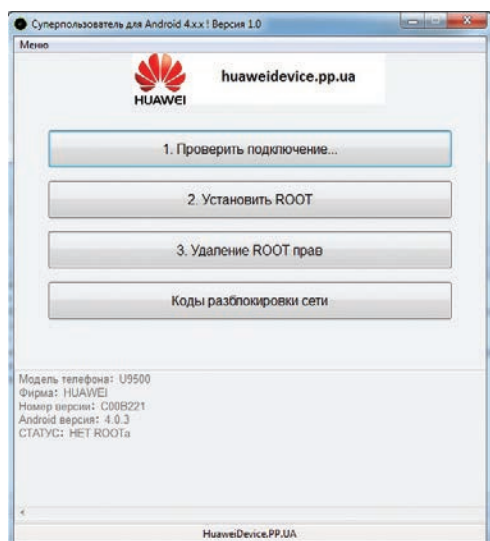 Суперпользователь для Android 4.x.x ! Версия 1.0
Меню
HUAWEI
huaweidevice.pp.ua
1. Проверить подключение...
2. Установить ROOT
3. Удаление ROOT прав
Коды разблокировки сети
Модель телефона: U9500
Фирма: HUAWEI
Номер версии: C00B221
Android версия: 4.0.3
СТАТУС: НЕТ ROOTа
HuaweiDevice.PP.UA